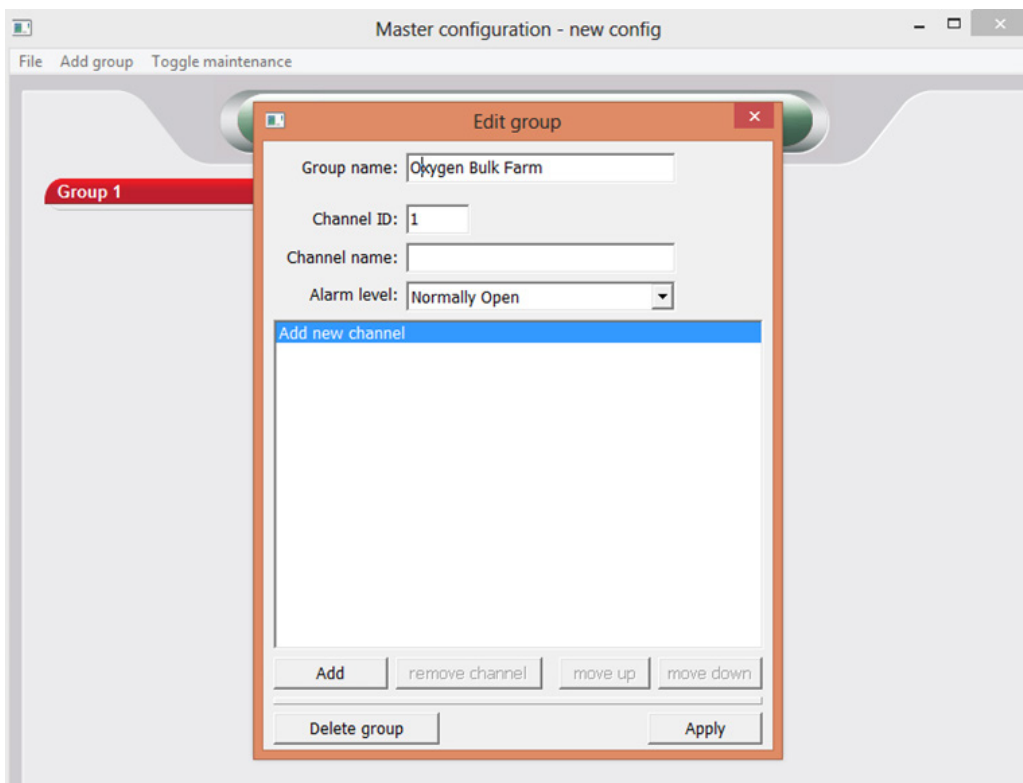 Master configuration - new config
File Add group Toggle maintenance
Edit group
Group name: Oxygen Bulk Farm
Group 1
Channel ID: 1
Channel name:
Alarm level: Normally Open
Add new channel
Add remove channel move up move down
Delete group Apply